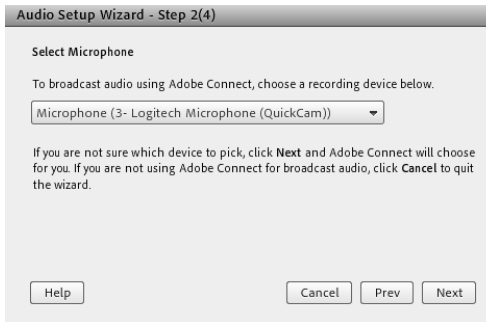 Audio Setup Wizard - Step 2(4)
Select Microphone
To broadcast audio using Adobe Connect, choose a recording device below.
Microphone (3- Logitech Microphone (QuickCam))
If you are not sure which device to pick, click Next and Adobe Connect will choose
for you. If you are not using Adobe Connect for broadcast audio, click Cancel to quit
the wizard.
Help Cancel Prev Next